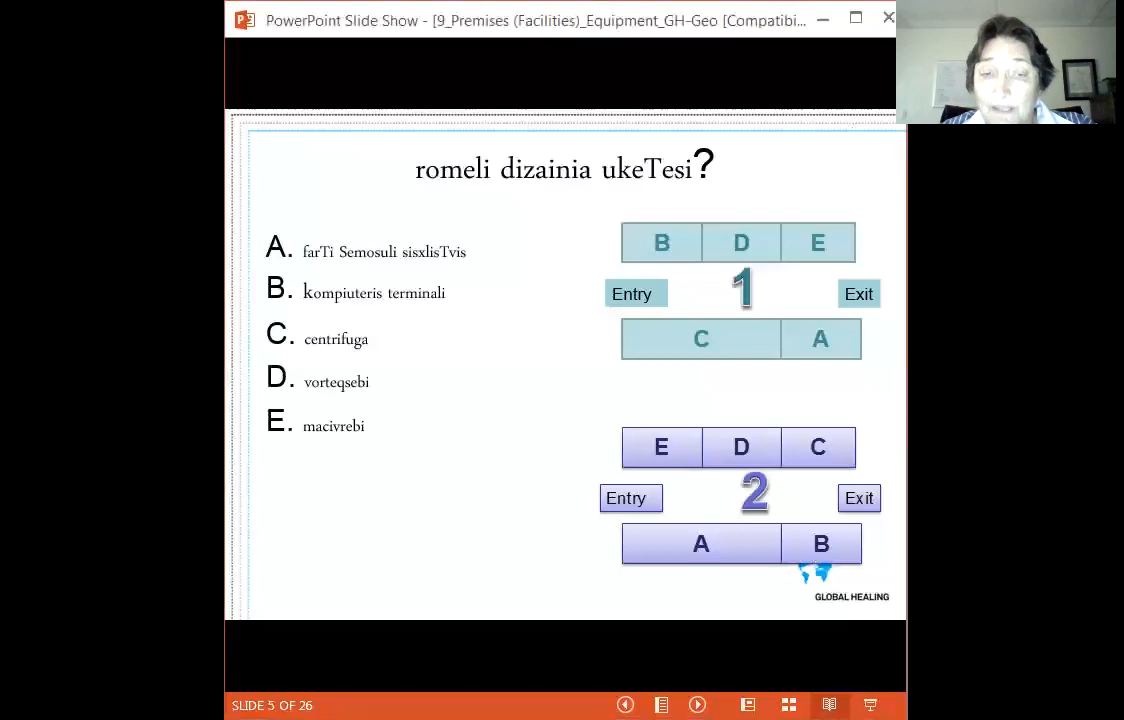 PowerPoint Slide Show - [9_Premises (Facilities)_Equipment_GH-Geo [Compatibi...
romeli dizainia ukeTesi?
A. farTi Semosuli sisxlisTvis
B. kompiuteris terminali
C. centrifuga
D. vorteqsebi
E. macivrebi
B D E
Entry 1 Exit
C A
E D C
Entry 2 Exit
A B
GLOBAL HEALING
SLIDE 5 OF 26